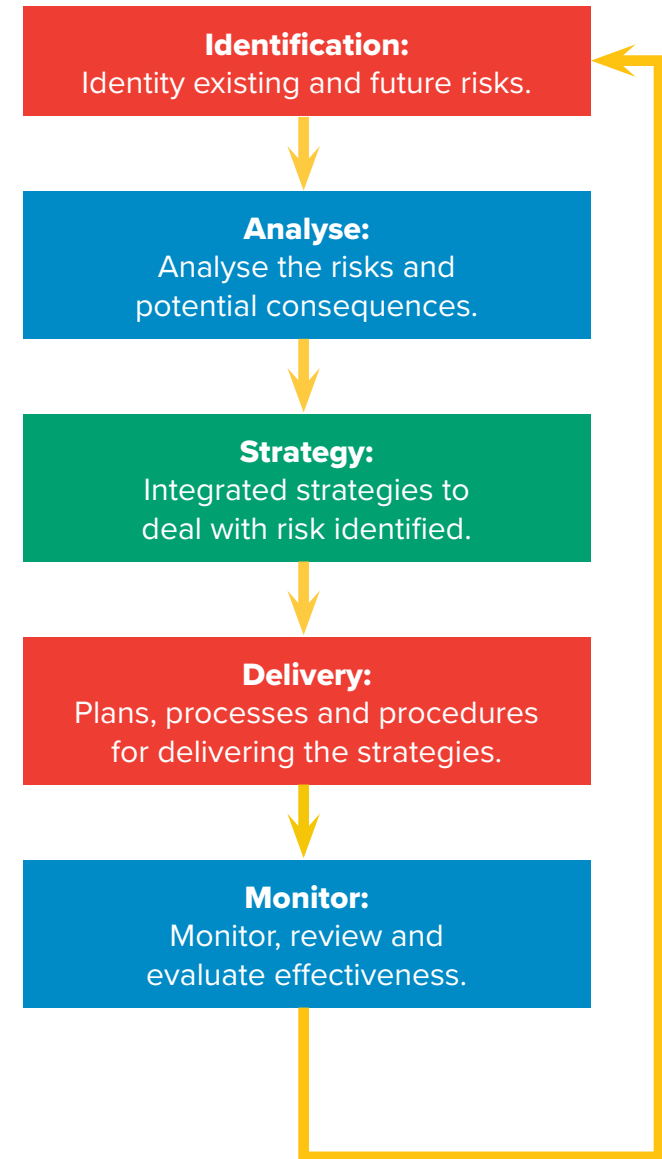 Identification:
Identity existing and future risks.
Analyse:
Analyse the risks and
potential consequences.
Strategy:
Integrated strategies to
deal with risk identified.
Delivery:
Plans, processes and procedures
for delivering the strategies.
Monitor:
Monitor, review and
evaluate effectiveness.